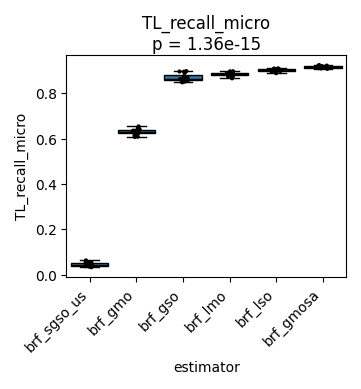 TL_recall_micro
p = 1.36e-15
TL_recall_micro
0.8
0.6
0.4
0.2
0.0
brf_sgso_us
brf_gmo
brf_gso
brf_lmo
brf_lso
brf_gmosa
estimator